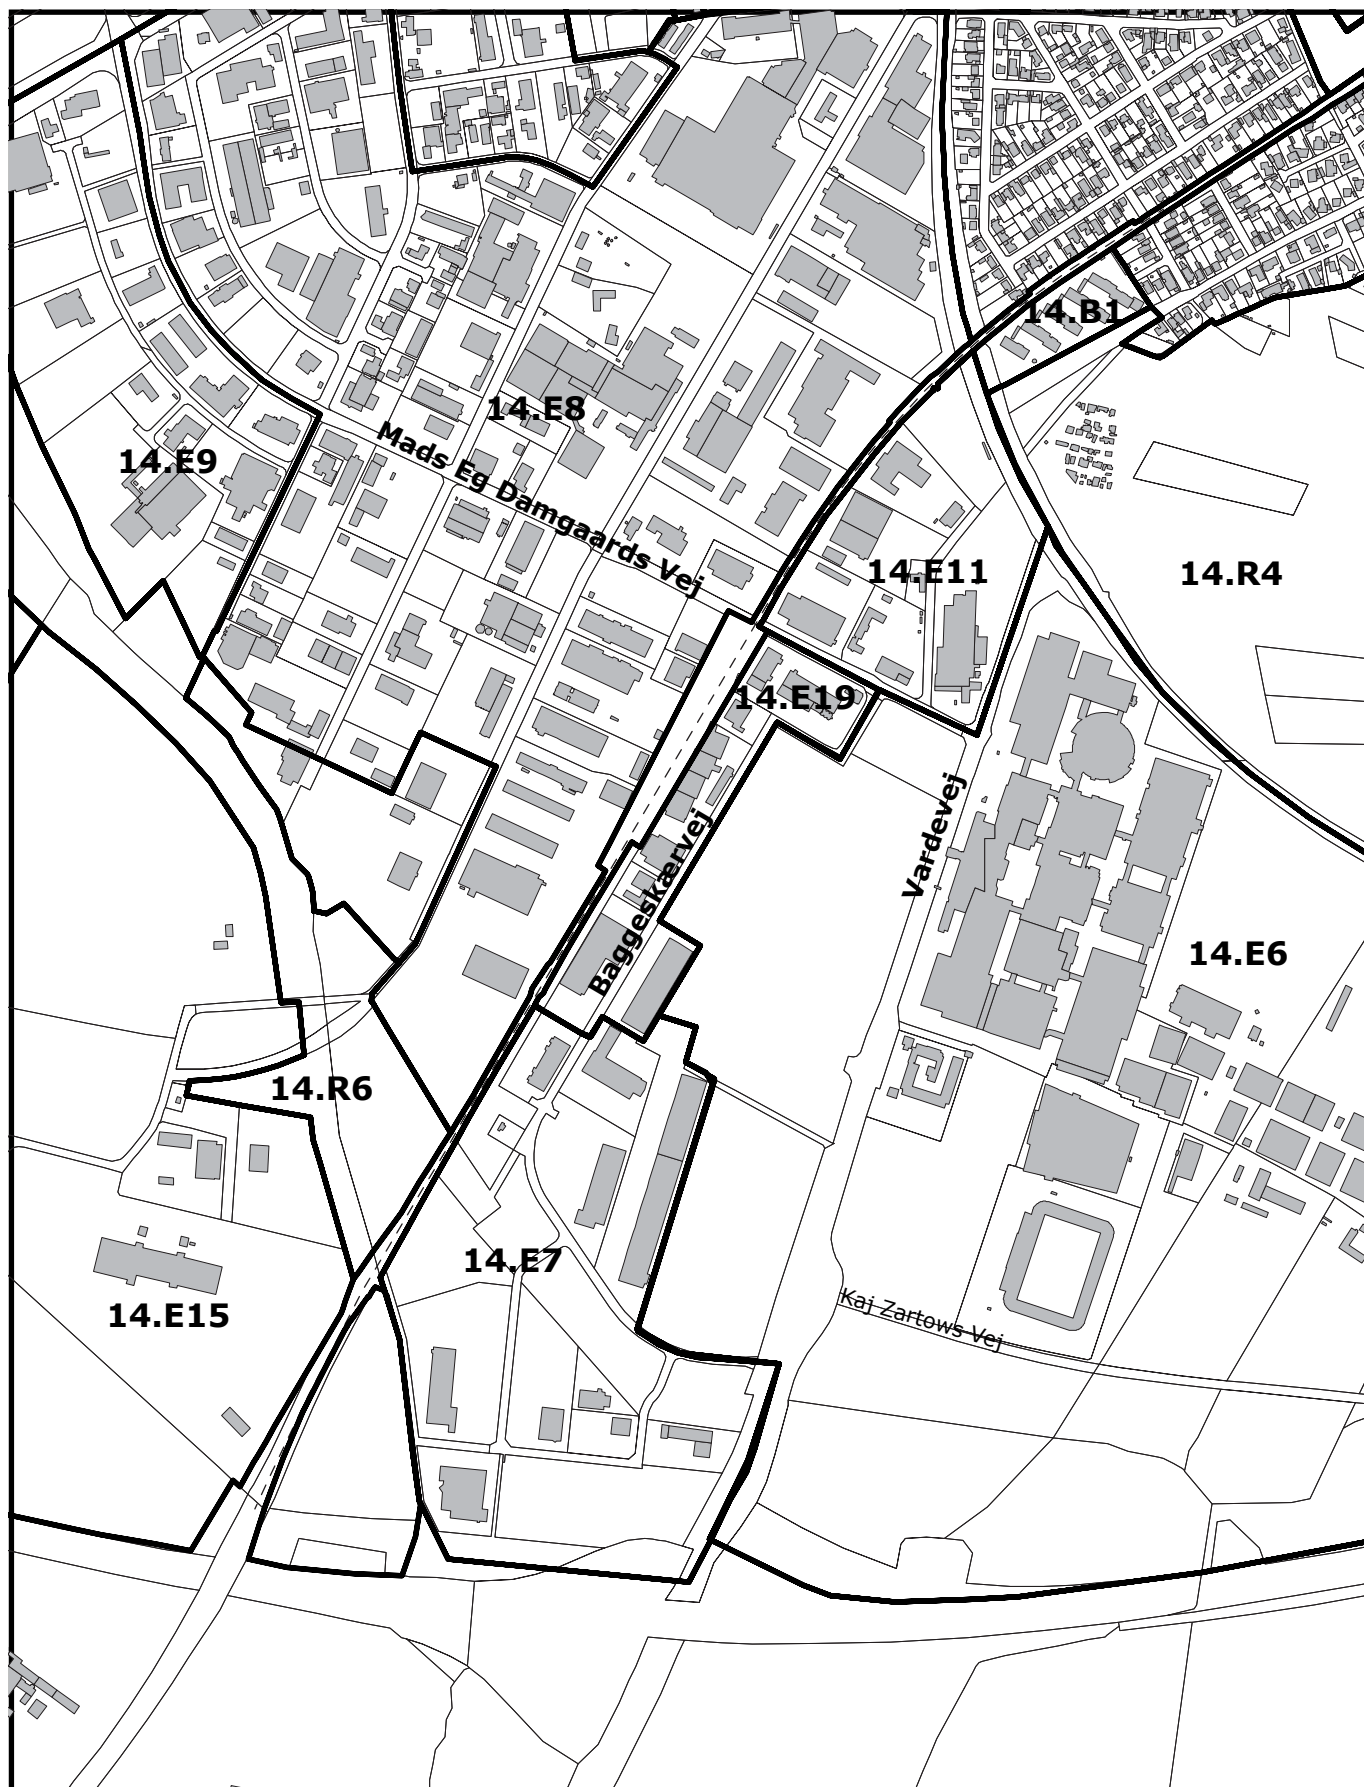 14.B1
14.E8
Mads Eg Damgaards Vej
14.E9
14.E11
14.R4
14.E19
Vardevej
Baggeskærvej
14.E6
14.R6
14.E7
14.E15
Kaj Zartows Vej